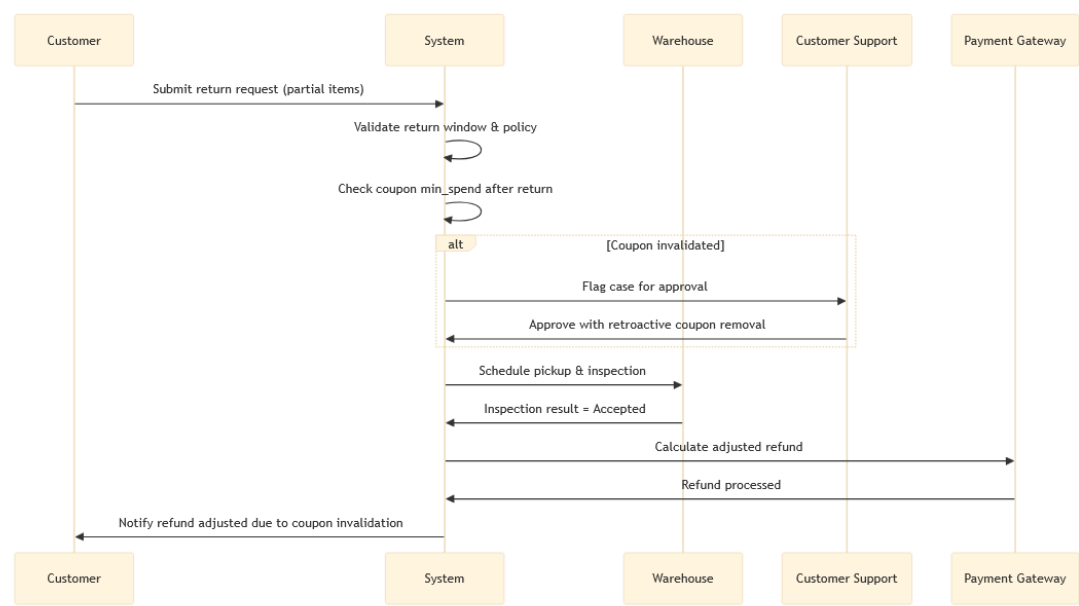 Customer
System
Warehouse
Customer Support
Payment Gateway
Submit return request (partial items)
Validate return window & policy
Check coupon min_spend after return
alt
[Coupon invalidated]
Flag case for approval
Approve with retroactive coupon removal
Schedule pickup & inspection
Inspection result = Accepted
Calculate adjusted refund
Refund processed
Notify refund adjusted due to coupon invalidation
Customer
System
Warehouse
Customer Support
Payment Gateway